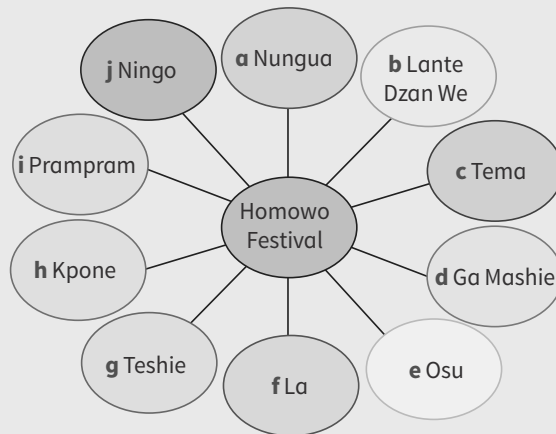 Homowo
Festival
a Nungua
b Lante
Dzan We
c Tema
d Ga Mashie
e Osu
f La
g Teshie
h Kpone
i Prampram
j Ningo